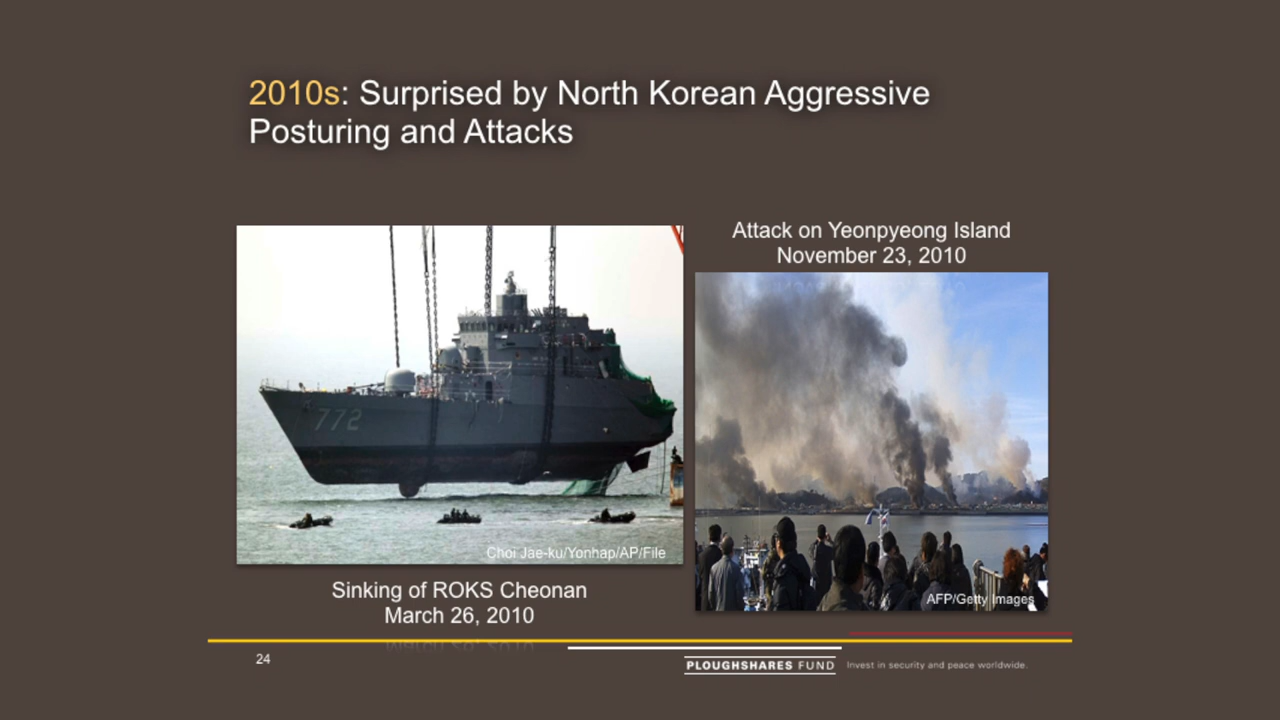 2010s: Surprised by North Korean Aggressive
Posturing and Attacks
Attack on Yeonpyeong Island
November 23, 2010
772
Choi Jae-ku/Yonhap/AP/File
AFP/Getty Images
Sinking of ROKS Cheonan
March 26, 2010
24
PLOUGHSHARES FUND
Invest in security and peace worldwide.